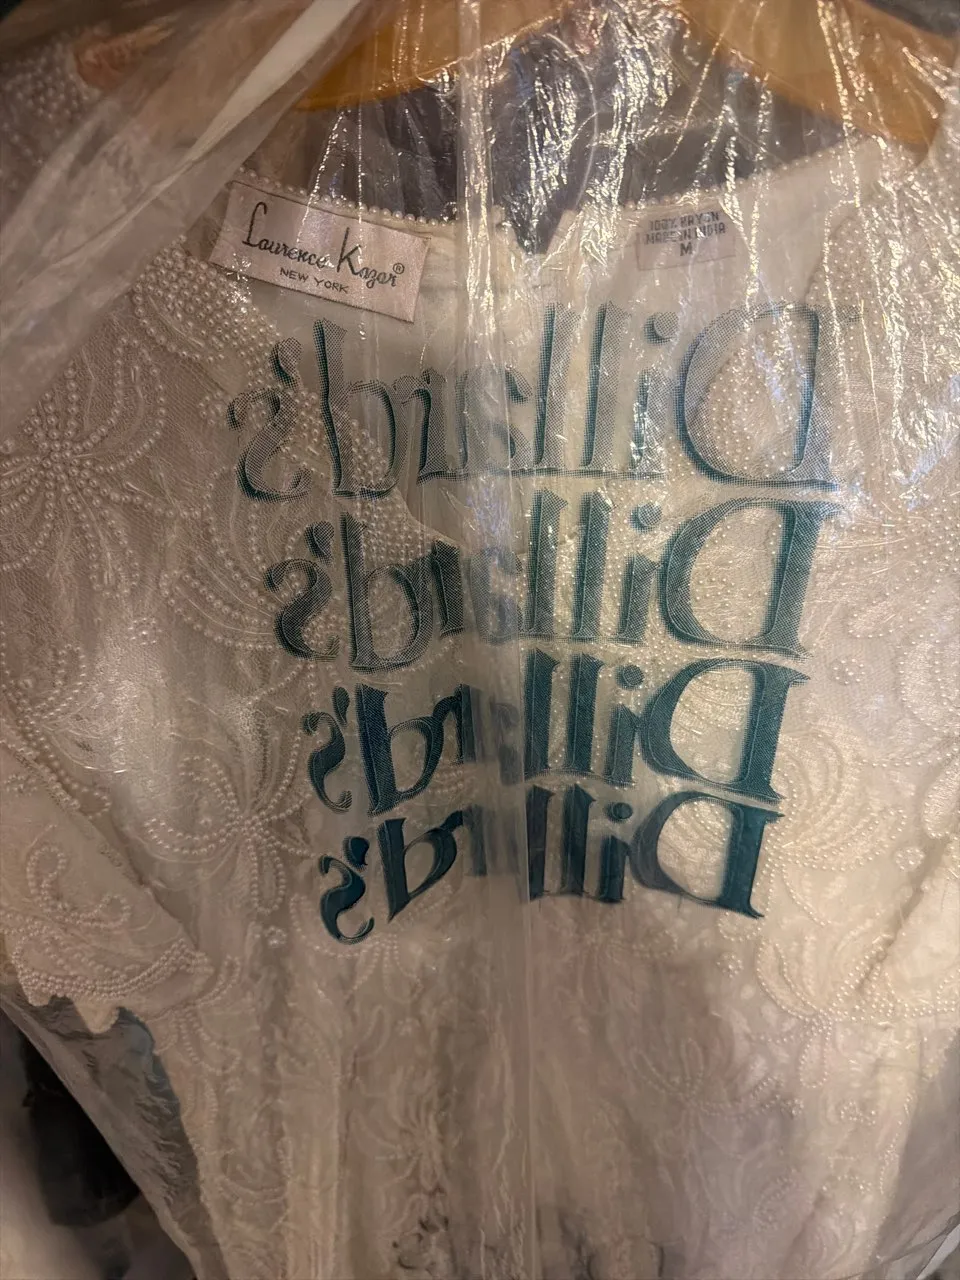 Laurence Kazar®
NEW YORK
100% RAYON
MADE IN INDIA
M
Dillard's
Dillard's
Dillard's
Dillard's